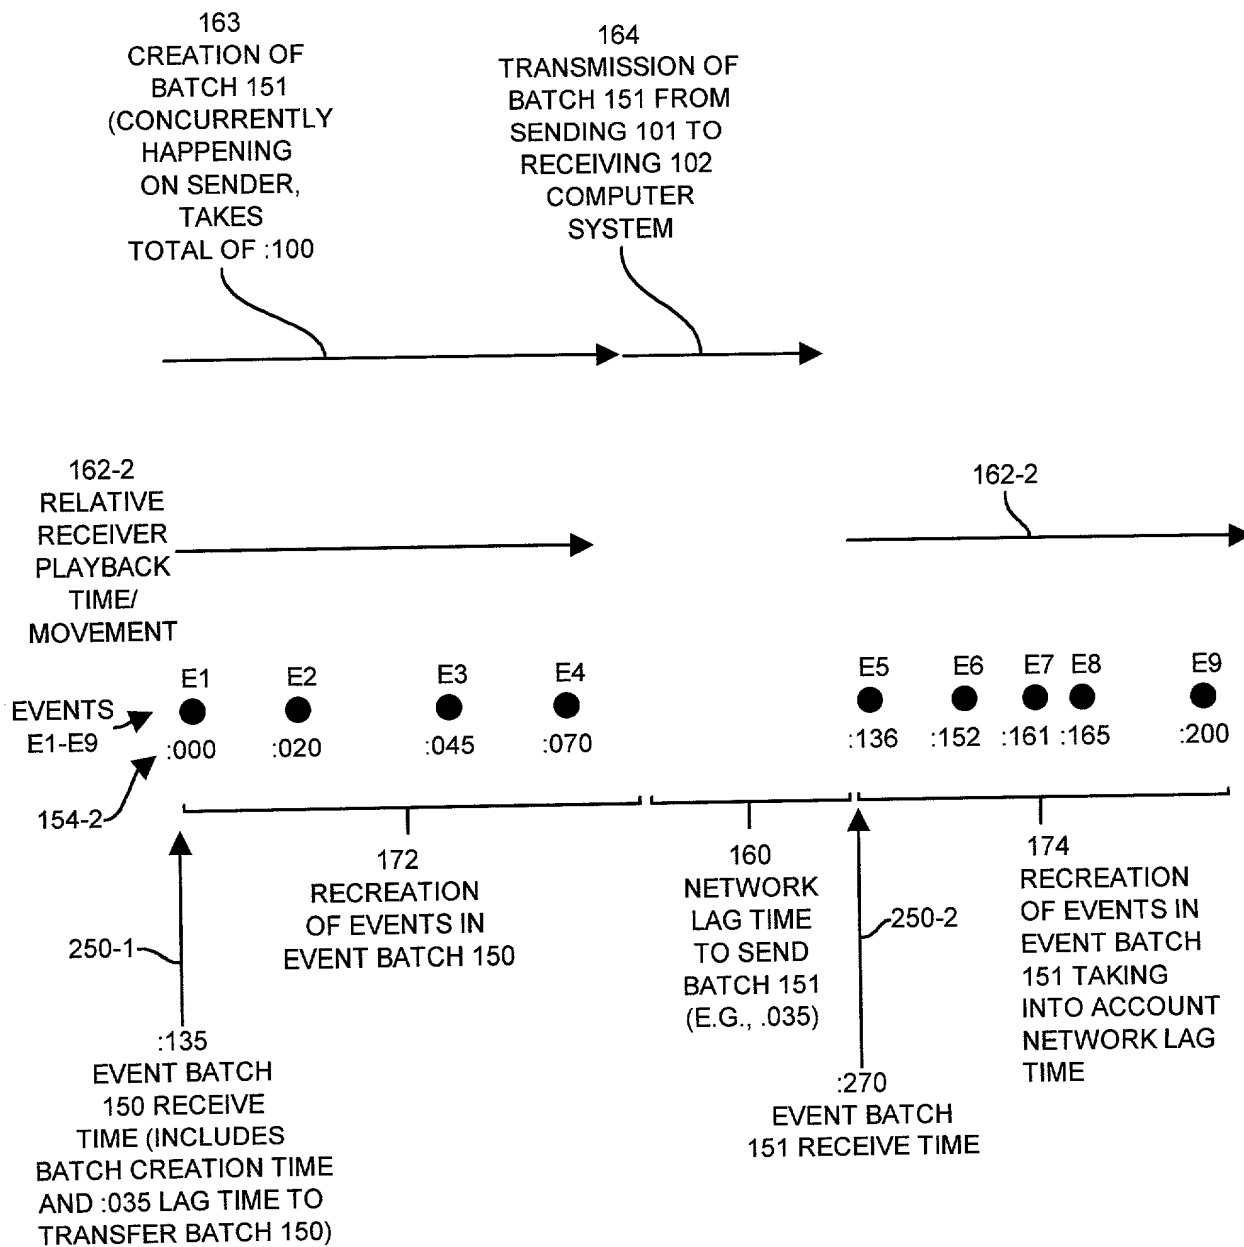 163
CREATION OF
BATCH 151
(CONCURRENTLY
HAPPENING
ON SENDER,
TAKES
TOTAL OF :100
164
TRANSMISSION OF
BATCH 151 FROM
SENDING 101 TO
RECEIVING 102
COMPUTER
SYSTEM
162-2
RELATIVE
RECEIVER
PLAYBACK
TIME/
MOVEMENT
162-2
E1 E2 E3 E4 E5 E6 E7 E8 E9
EVENTS
E1-E9
:000 :020 :045 :070 :136 :152 :161 :165 :200
154-2
172
RECREATION
OF EVENTS IN
EVENT BATCH 150
160
NETWORK
LAG TIME
TO SEND
BATCH 151
(E.G., .035)
174
RECREATION
OF EVENTS IN
EVENT BATCH
151 TAKING
INTO ACCOUNT
NETWORK LAG
TIME
250-1
250-2
:135
EVENT BATCH
150 RECEIVE
TIME (INCLUDES
BATCH CREATION TIME
AND :035 LAG TIME TO
TRANSFER BATCH 150)
:270
EVENT BATCH
151 RECEIVE TIME